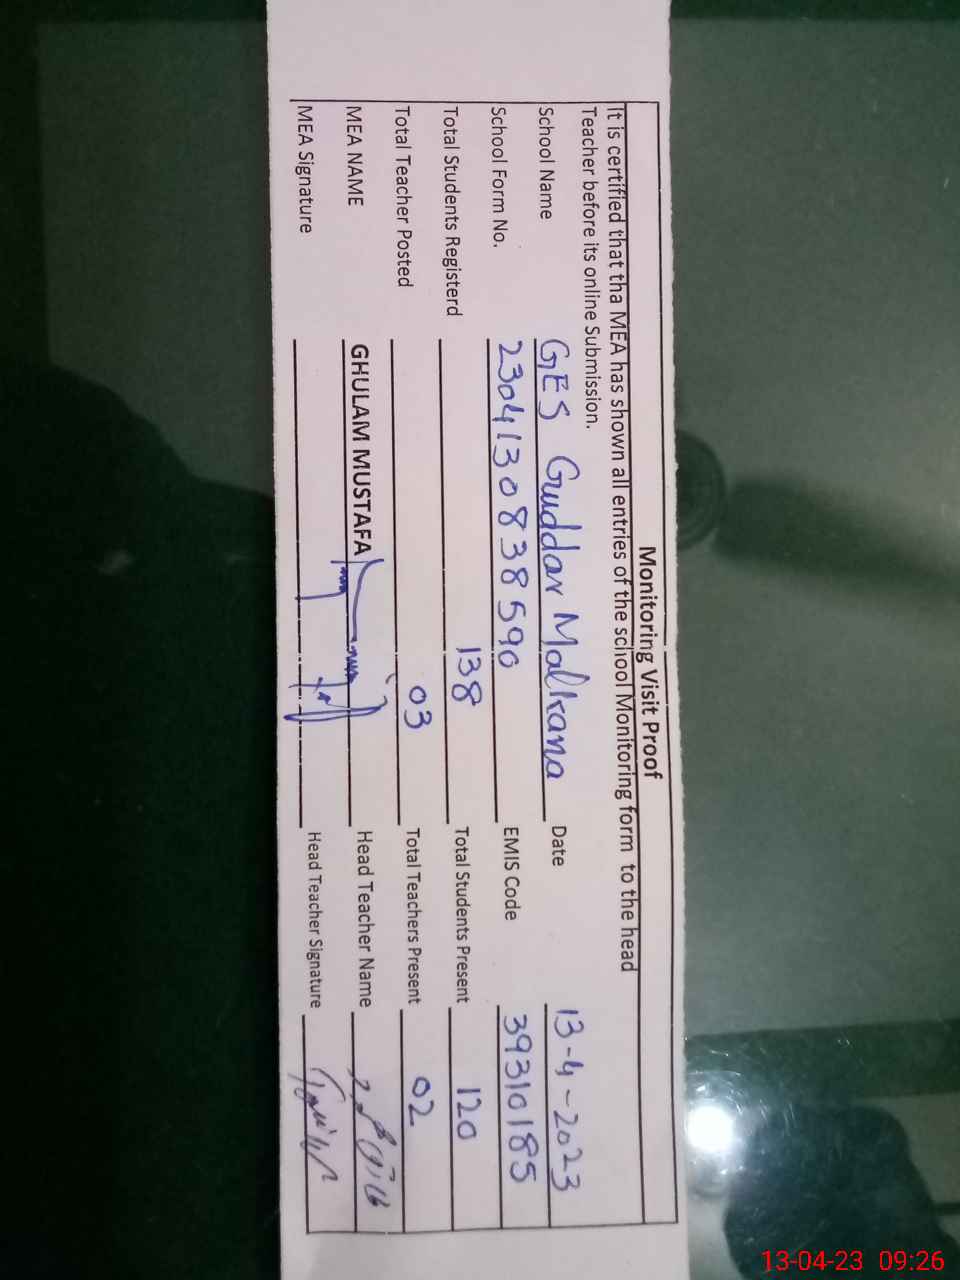 Monitoring Visit Proof
It is certified that tha MEA has shown all entries of the school Monitoring form to the head
Teacher before its online Submission.
School Name GES Guddar Malkana Date 13-4-2023
School Form No. 2304130838590 EMIS Code 39310185
Total Students Registerd 138 Total Students Present 120
Total Teacher Posted 03 Total Teachers Present 02
MEA NAME GHULAM MUSTAFA Head Teacher Name
MEA Signature Head Teacher Signature
13-04-23 09:26